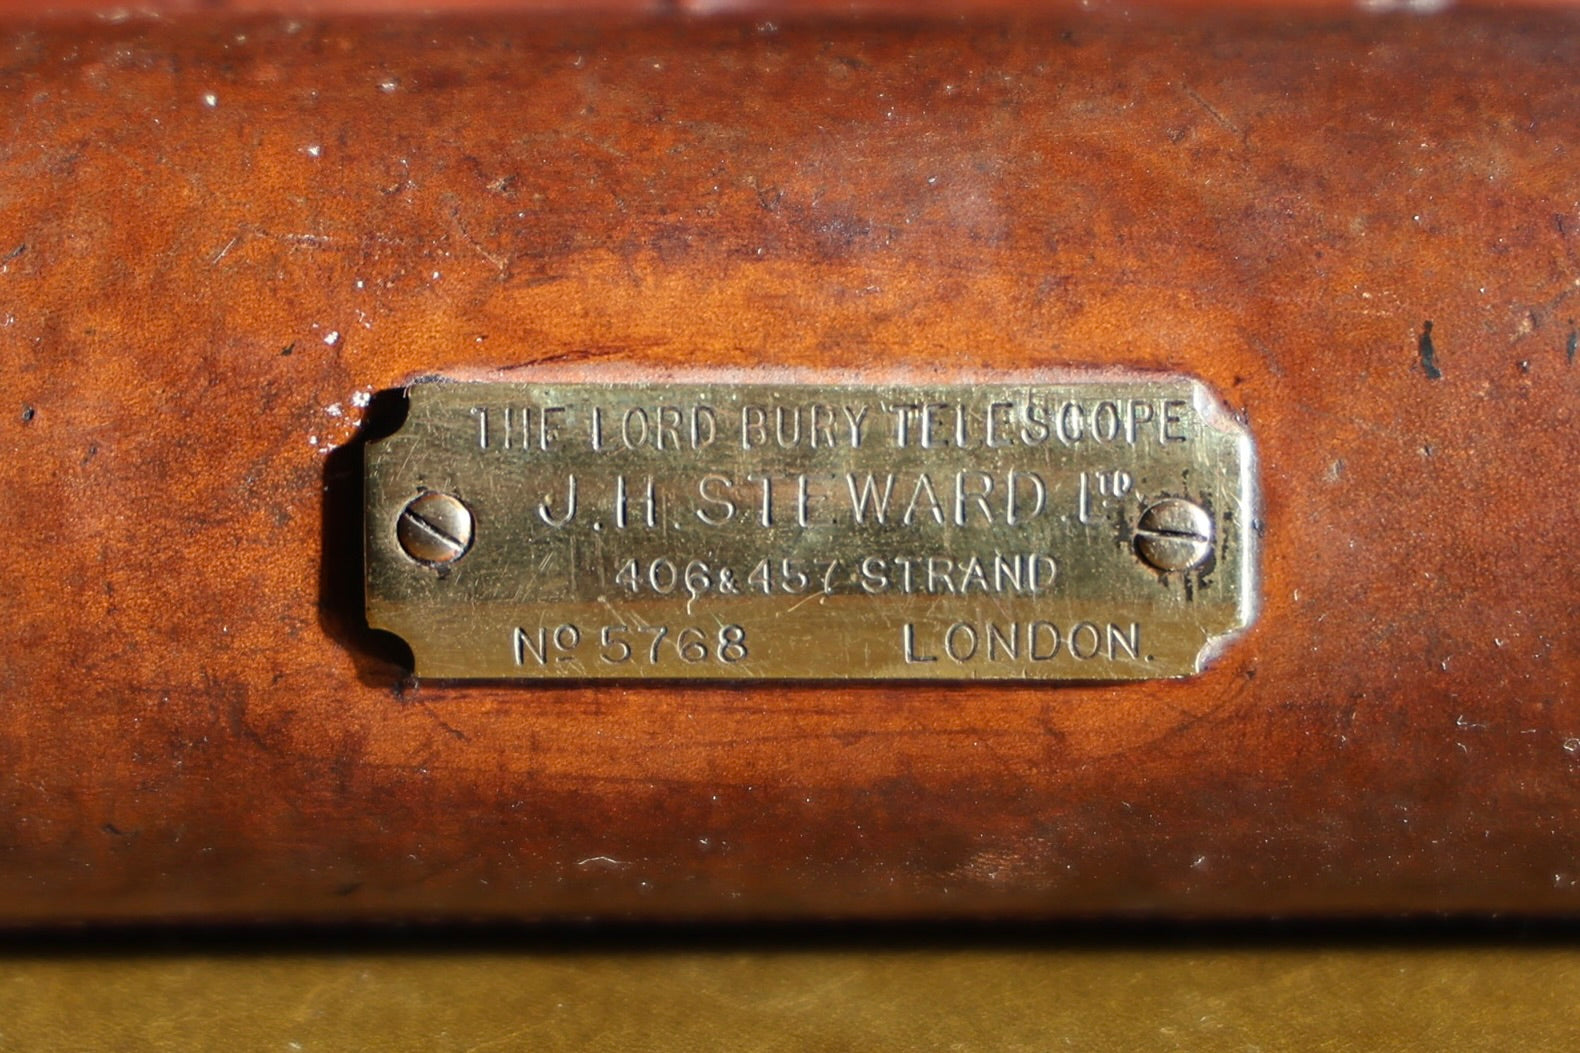 THE LORD BURY TELESCOPE
J.H.STEWARD.LTD
406&457 STRAND
No 5768 LONDON.